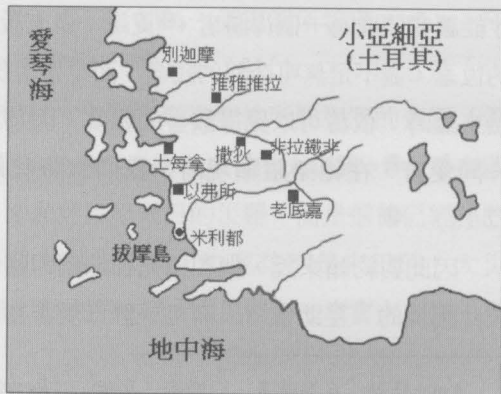 愛琴海
小亞細亞
(土耳其)
別迦摩
推雅推拉
士每拿
撒狄
非拉鐵非
以弗所
老底嘉
米利都
拔摩島
地中海